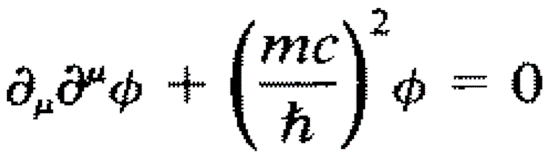 ∂_μ∂^μϕ + (mc/ℏ)^2 ϕ = 0